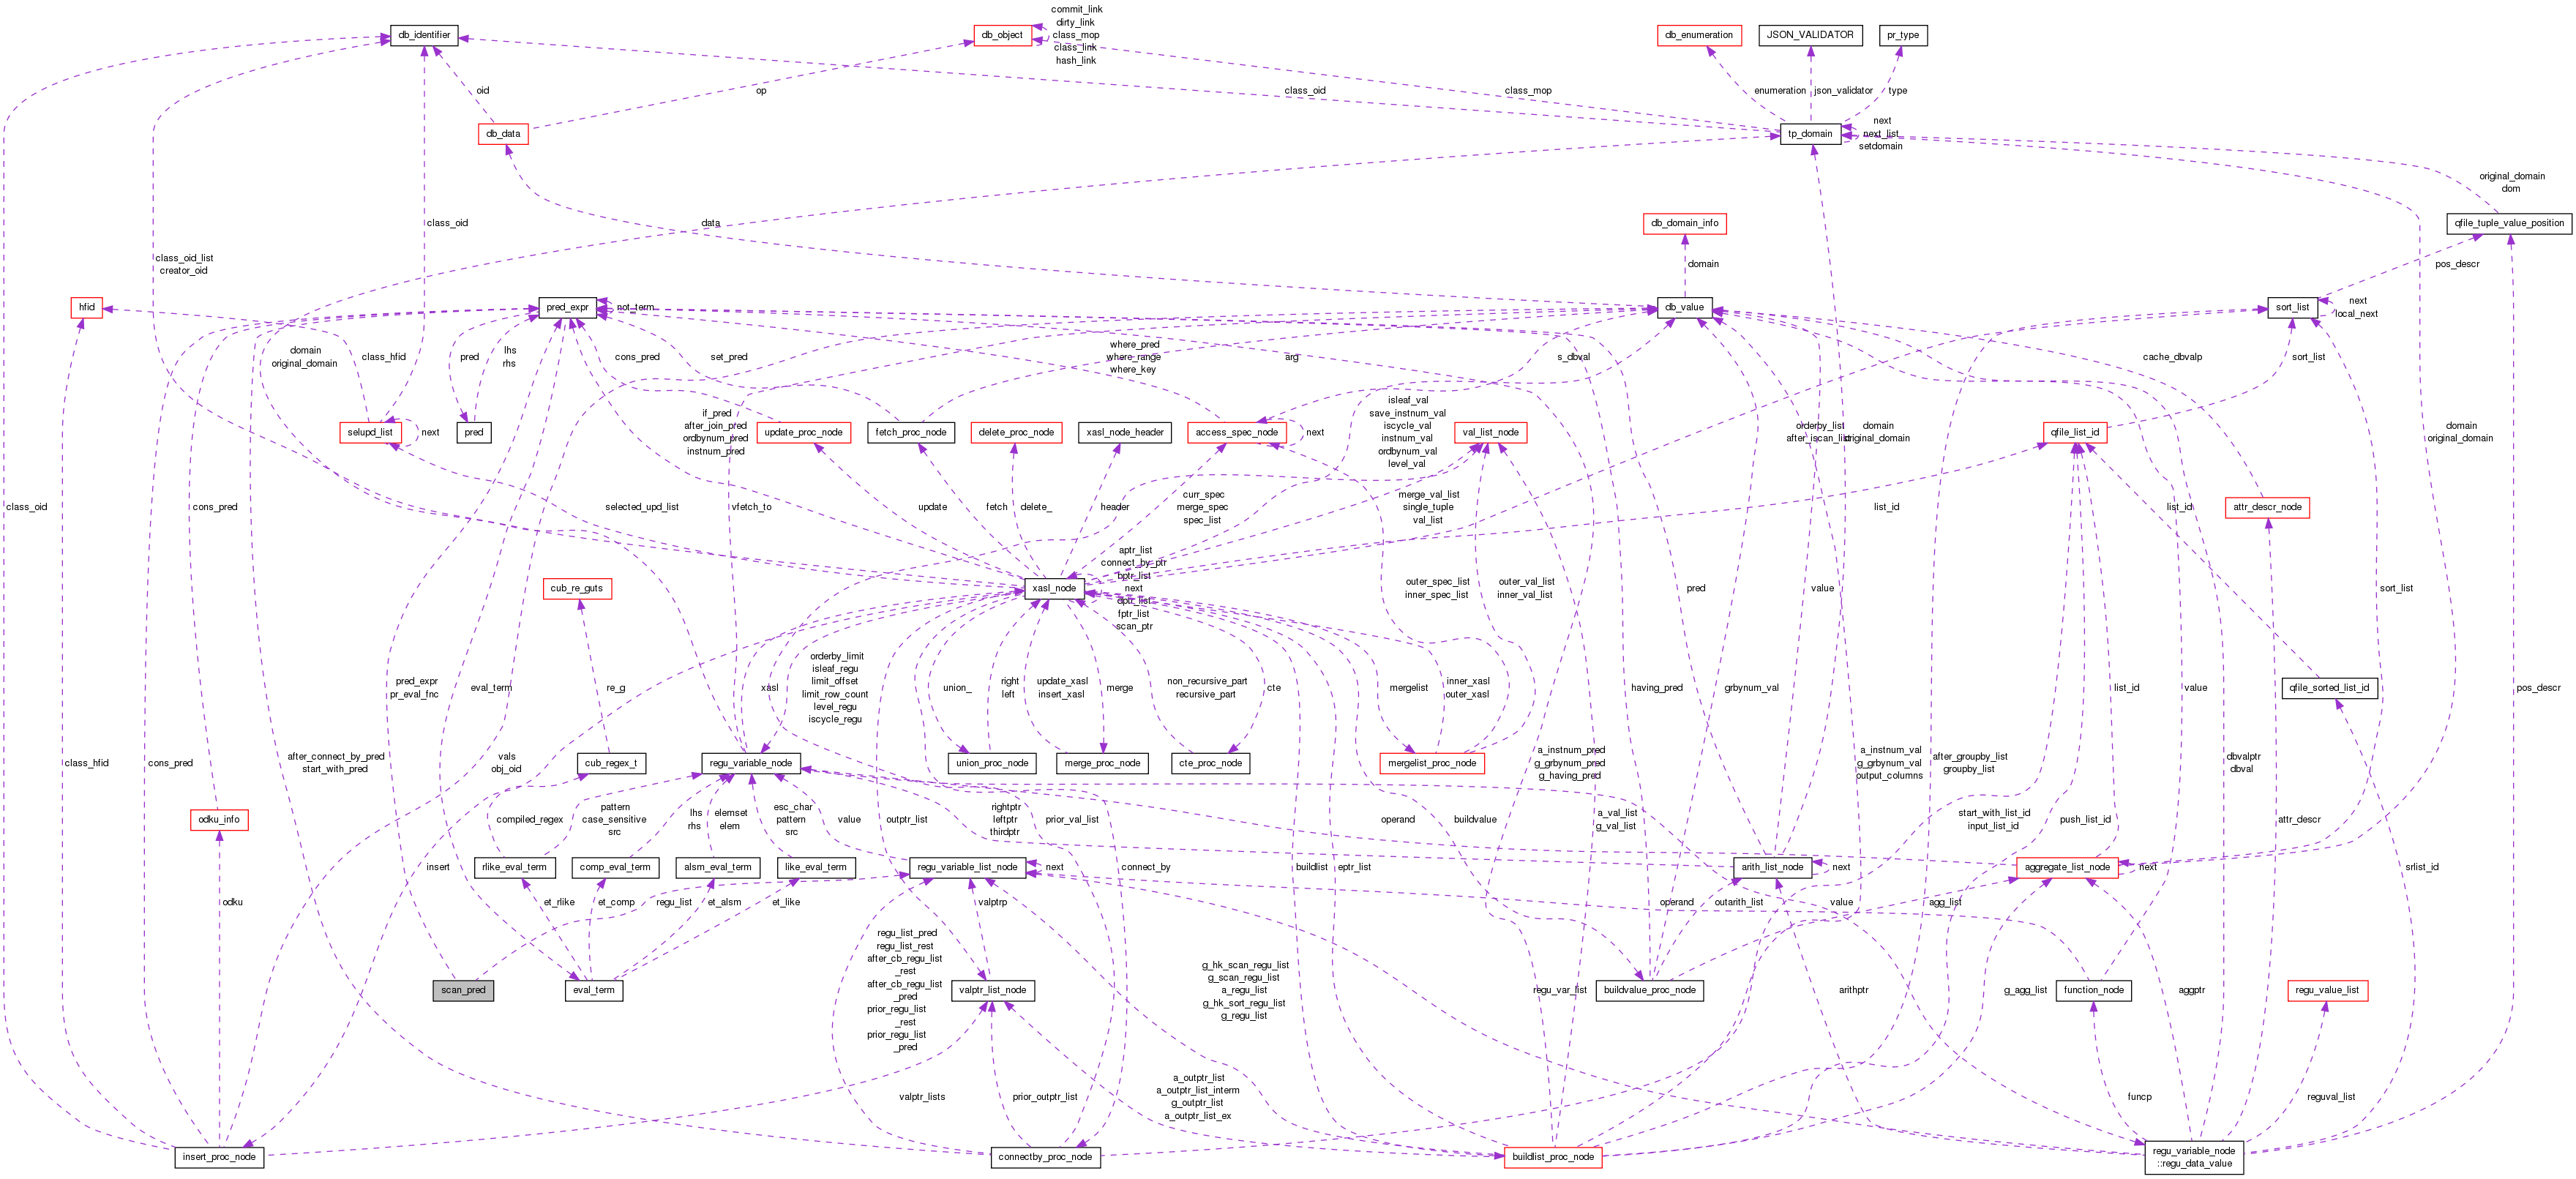 commit_link
dirty_link
class_mop
class_link
hash_link
db_identifier
db_object
db_enumeration
JSON_VALIDATOR
pr_type
oid
op
class_oid
class_mop
enumeration
json_validator
type
db_data
tp_domain
next
next_list
setdomain
original_domain
dom
class_oid
data
db_domain_info
qfile_tuple_value_position
class_oid_list
creator_oid
domain
pos_descr
hfid
pred_expr
not_term
db_value
sort_list
next
local_next
domain
original_domain
class_hfid
pred
lhs
rhs
cons_pred
set_pred
where_pred
where_range
where_key
arg
s_dbval
cache_dbvalp
sort_list
selupd_list
next
pred
if_pred
after_join_pred
ordbynum_pred
instnum_pred
update_proc_node
fetch_proc_node
delete_proc_node
xasl_node_header
access_spec_node
next
isleaf_val
save_instnum_val
iscycle_val
instnum_val
ordbynum_val
level_val
val_list_node
orderby_list
after_iscan_list
domain
original_domain
qfile_list_id
domain
original_domain
class_oid
cons_pred
selected_upd_list
vfetch_to
update
fetch
delete_
header
curr_spec
merge_spec
spec_list
merge_val_list
single_tuple
val_list
list_id
list_id
attr_descr_node
cub_re_guts
xasl_node
aptr_list
connect_by_ptr
bptr_list
next
dptr_list
fptr_list
scan_ptr
outer_spec_list
inner_spec_list
outer_val_list
inner_val_list
pred
value
sort_list
pred_expr
pr_eval_fnc
eval_term
re_g
xasl
orderby_limit
isleaf_regu
limit_offset
limit_row_count
level_regu
iscycle_regu
union_
right
left
update_xasl
insert_xasl
merge
non_recursive_part
recursive_part
cte
mergelist
inner_xasl
outer_xasl
having_pred
grbynum_val
list_id
value
qfile_sorted_list_id
pos_descr
class_hfid
cons_pred
after_connect_by_pred
start_with_pred
vals
obj_oid
cub_regex_t
regu_variable_node
union_proc_node
merge_proc_node
cte_proc_node
mergelist_proc_node
a_instnum_pred
g_grbynum_pred
g_having_pred
a_instnum_val
g_grbynum_val
output_columns
after_groupby_list
groupby_list
dbvalptr
dbval
odku_info
compiled_regex
pattern
case_sensitive
src
lhs
rhs
elemset
elem
esc_char
pattern
src
value
outptr_list
rightptr
leftptr
thirdptr
prior_val_list
operand
buildvalue
a_val_list
g_val_list
start_with_list_id
input_list_id
push_list_id
attr_descr
insert
rlike_eval_term
comp_eval_term
alsm_eval_term
like_eval_term
regu_variable_list_node
next
connect_by
buildlist
eptr_list
arith_list_node
next
aggregate_list_node
next
srlist_id
odku
et_rlike
et_comp
regu_list
et_alsm
et_like
valptrp
operand
outarith_list
value
agg_list
regu_list_pred
regu_list_rest
after_cb_regu_list
_rest
after_cb_regu_list
_pred
prior_regu_list
_rest
prior_regu_list
_pred
scan_pred
eval_term
valptr_list_node
g_hk_scan_regu_list
g_scan_regu_list
a_regu_list
g_hk_sort_regu_list
g_regu_list
regu_var_list
buildvalue_proc_node
arithptr
g_agg_list
function_node
aggptr
regu_value_list
valptr_lists
prior_outptr_list
a_outptr_list
a_outptr_list_interm
g_outptr_list
a_outptr_list_ex
funcp
reguval_list
insert_proc_node
connectby_proc_node
buildlist_proc_node
regu_variable_node
::regu_data_value